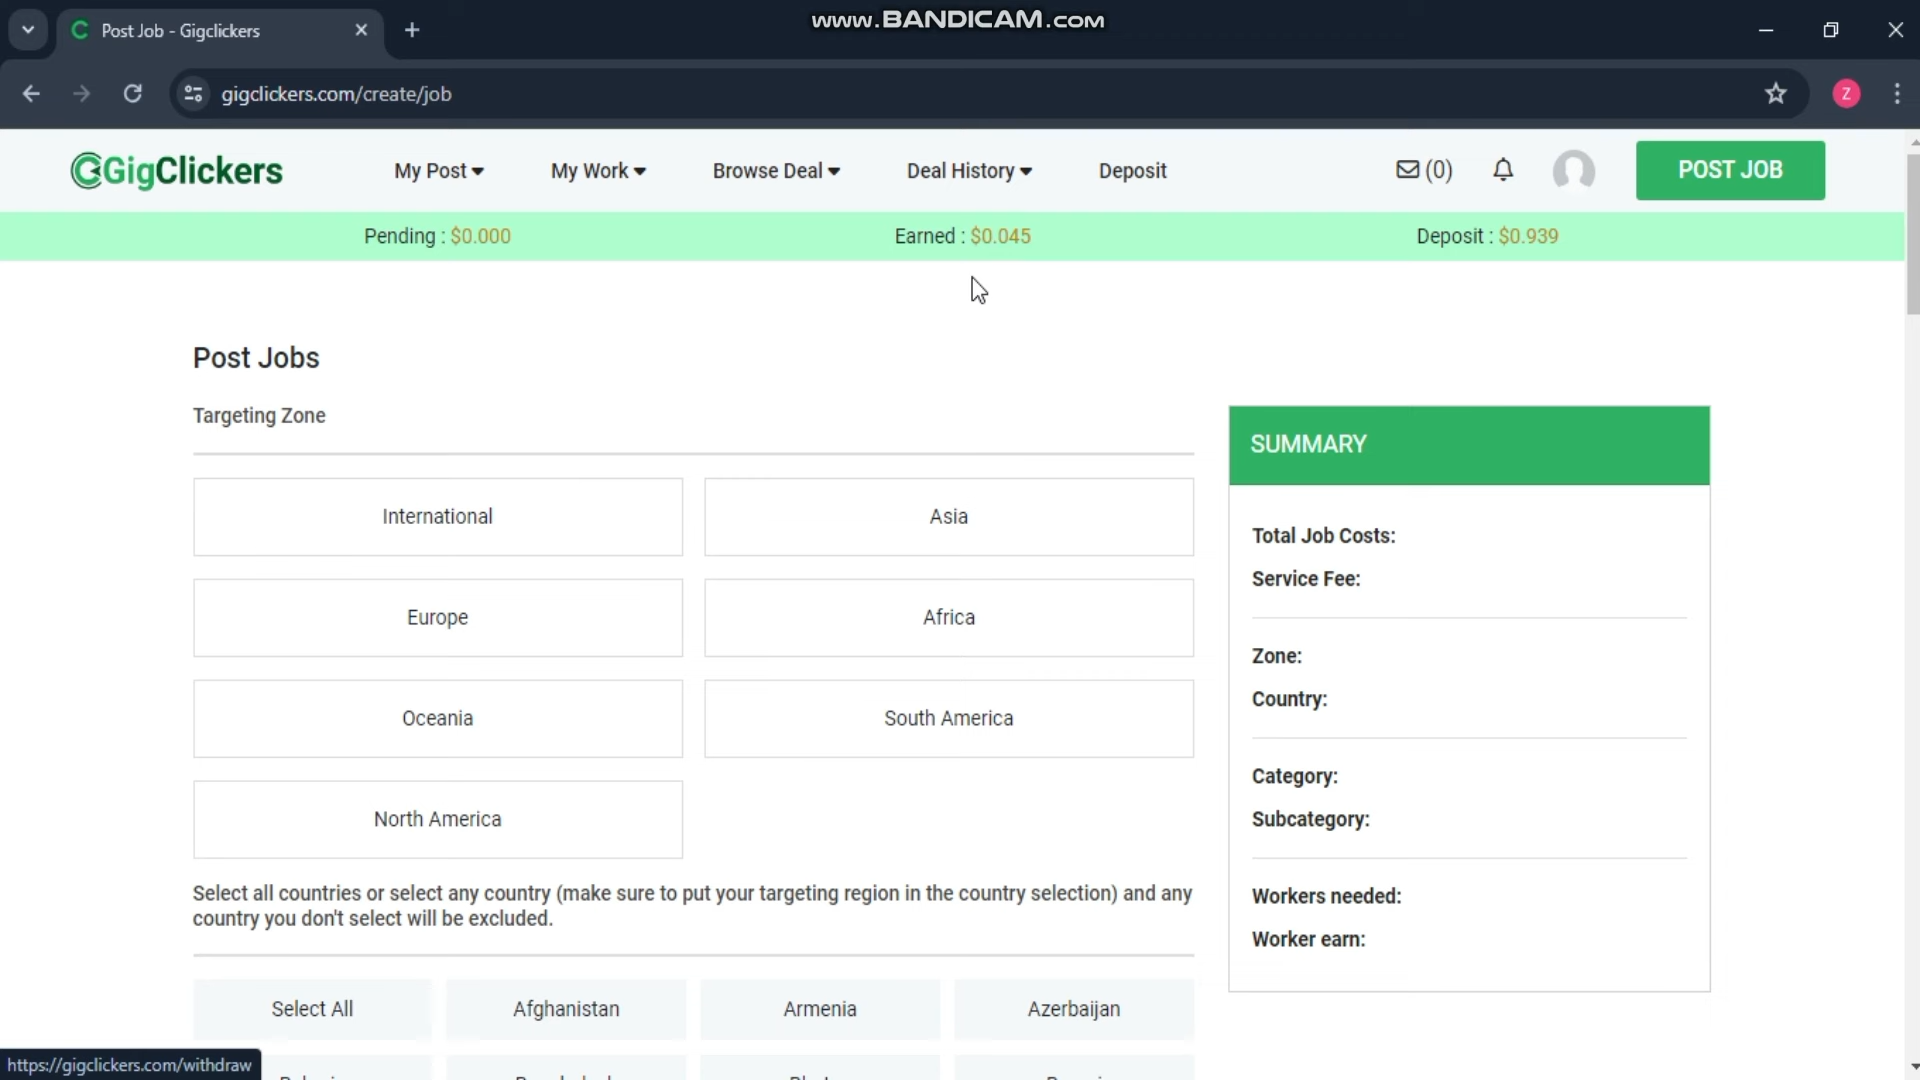 www.BANDICAM.com
Post Job - Gigclickers
gigclickers.com/create/job
Z
GigClickers
My Post
My Work
Browse Deal
Deal History
Deposit
(0)
POST JOB
Pending : $0.000
Earned : $0.045
Deposit : $0.939
Post Jobs
Targeting Zone
International
Asia
Europe
Africa
Oceania
South America
North America
Select all countries or select any country (make sure to put your targeting region in the country selection) and any
country you don't select will be excluded.
Select All
Afghanistan
Armenia
Azerbaijan
SUMMARY
Total Job Costs:
Service Fee:
Zone:
Country:
Category:
Subcategory:
Workers needed:
Worker earn:
https://gigclickers.com/withdraw